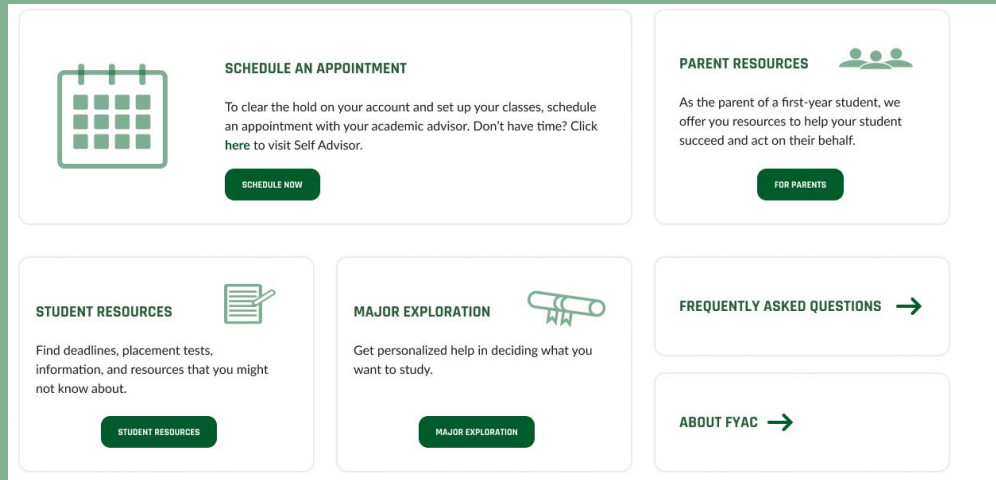 SCHEDULE AN APPOINTMENT
To clear the hold on your account and set up your classes, schedule
an appointment with your academic advisor. Don't have time? Click
here to visit Self Advisor.
SCHEDULE NOW
PARENT RESOURCES
As the parent of a first-year student, we
offer you resources to help your student
succeed and act on their behalf.
FOR PARENTS
STUDENT RESOURCES
Find deadlines, placement tests,
information, and resources that you might
not know about.
STUDENT RESOURCES
MAJOR EXPLORATION
Get personalized help in deciding what you
want to study.
MAJOR EXPLORATION
FREQUENTLY ASKED QUESTIONS
ABOUT FYAC